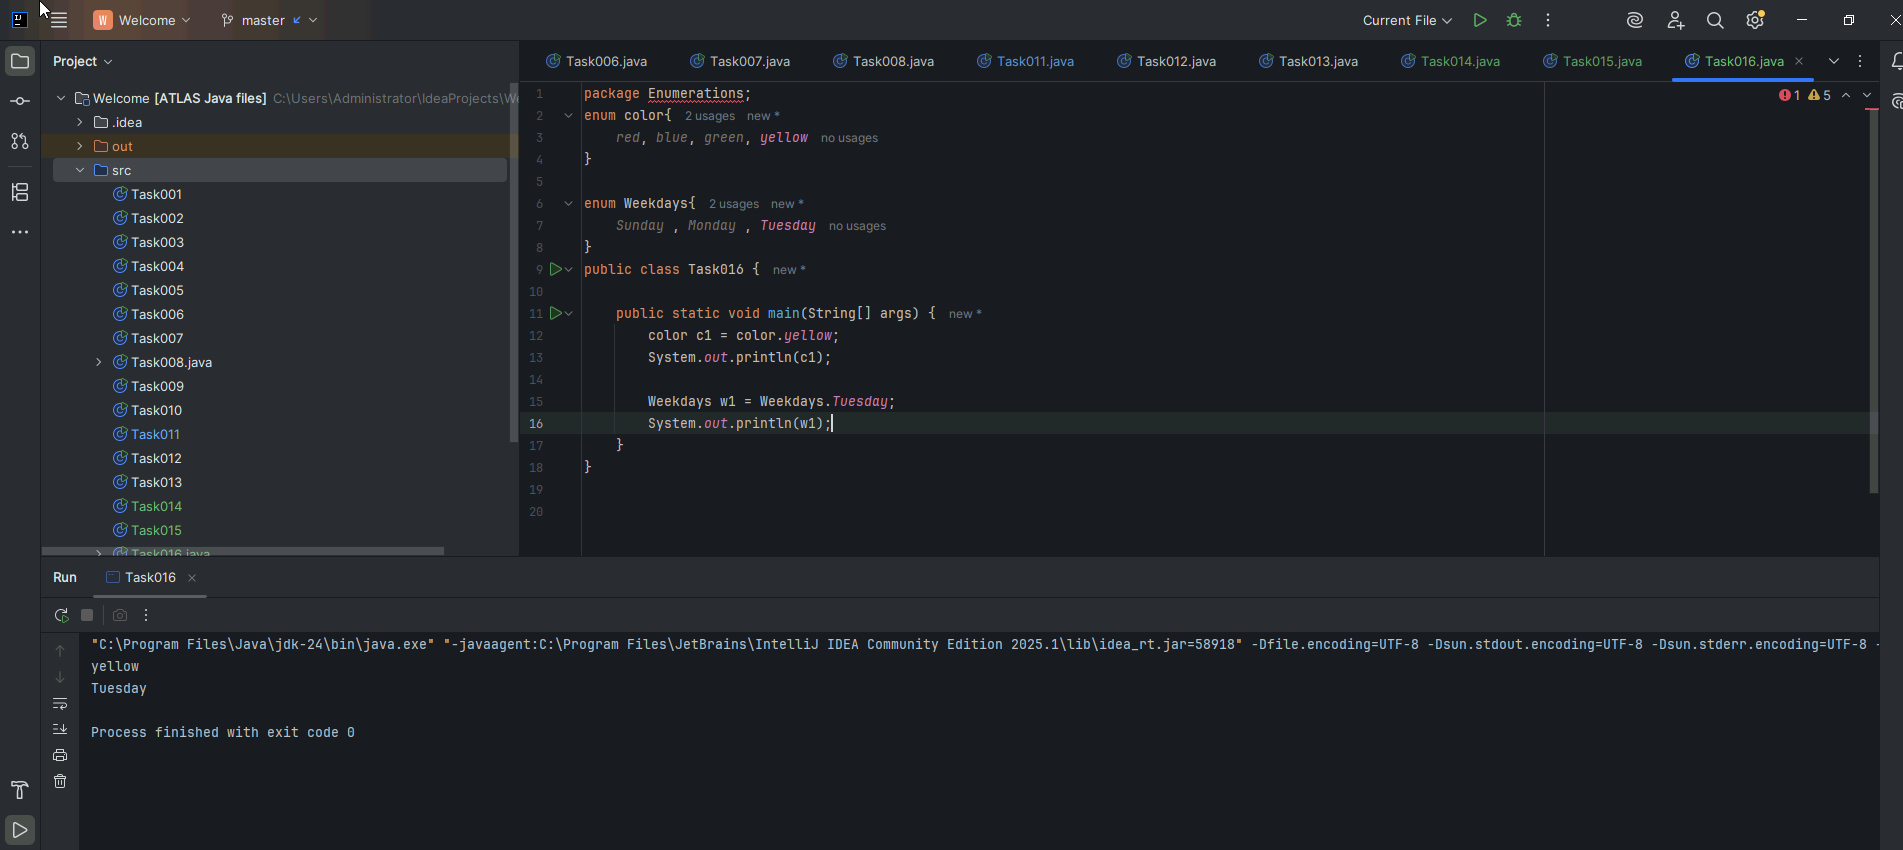 W Welcome master Current File
Project
Task006.java Task007.java Task008.java Task011.java Task012.java Task013.java Task014.java Task015.java Task016.java
Welcome [ATLAS Java files] C:\Users\Administrator\IdeaProjects\We
.idea
out
src
Task001
Task002
Task003
Task004
Task005
Task006
Task007
Task008.java
Task009
Task010
Task011
Task012
Task013
Task014
Task015
Task016.java
1 package Enumerations; 1 5
2 enum color{ 2 usages new *
3 red, blue, green, yellow no usages
4 }
5
6 enum Weekdays{ 2 usages new *
7 Sunday , Monday , Tuesday no usages
8 }
9 public class Task016 { new *
10
11 public static void main(String[] args) { new *
12 color c1 = color.yellow;
13 System.out.println(c1);
14
15 Weekdays w1 = Weekdays.Tuesday;
16 System.out.println(w1);
17 }
18 }
19
20
Run Task016
"C:\Program Files\Java\jdk-24\bin\java.exe" "-javaagent:C:\Program Files\JetBrains\IntelliJ IDEA Community Edition 2025.1\lib\idea_rt.jar=58918" -Dfile.encoding=UTF-8 -Dsun.stdout.encoding=UTF-8 -Dsun.stderr.encoding=UTF-8 -
yellow
Tuesday
Process finished with exit code 0